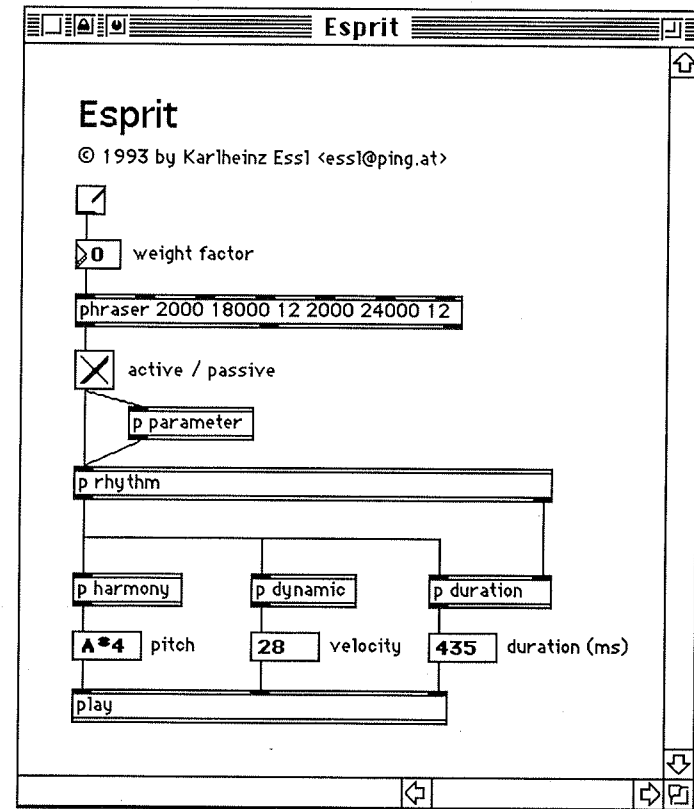 Esprit
Esprit
© 1993 by Karlheinz Essl <essl@ping.at>
0 weight factor
phraser 2000 18000 12 2000 24000 12
active / passive
p parameter
p rhythm
p harmony p dynamic p duration
A#4 pitch 28 velocity 435 duration (ms)
play